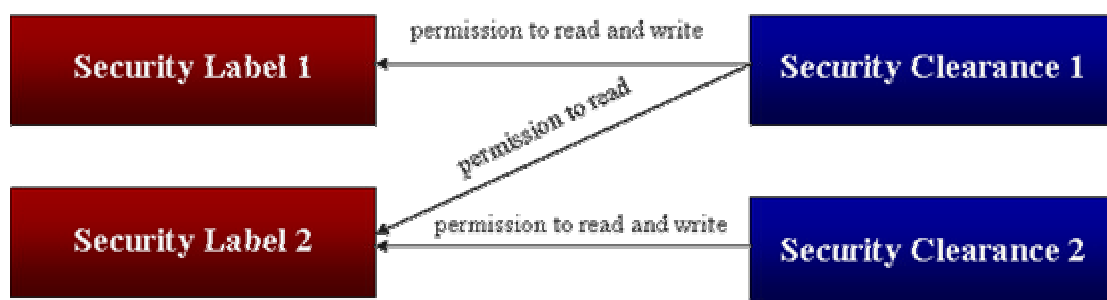 permission to read and write
Security Label 1
Security Clearance 1
permission to read
Security Label 2
permission to read and write
Security Clearance 2